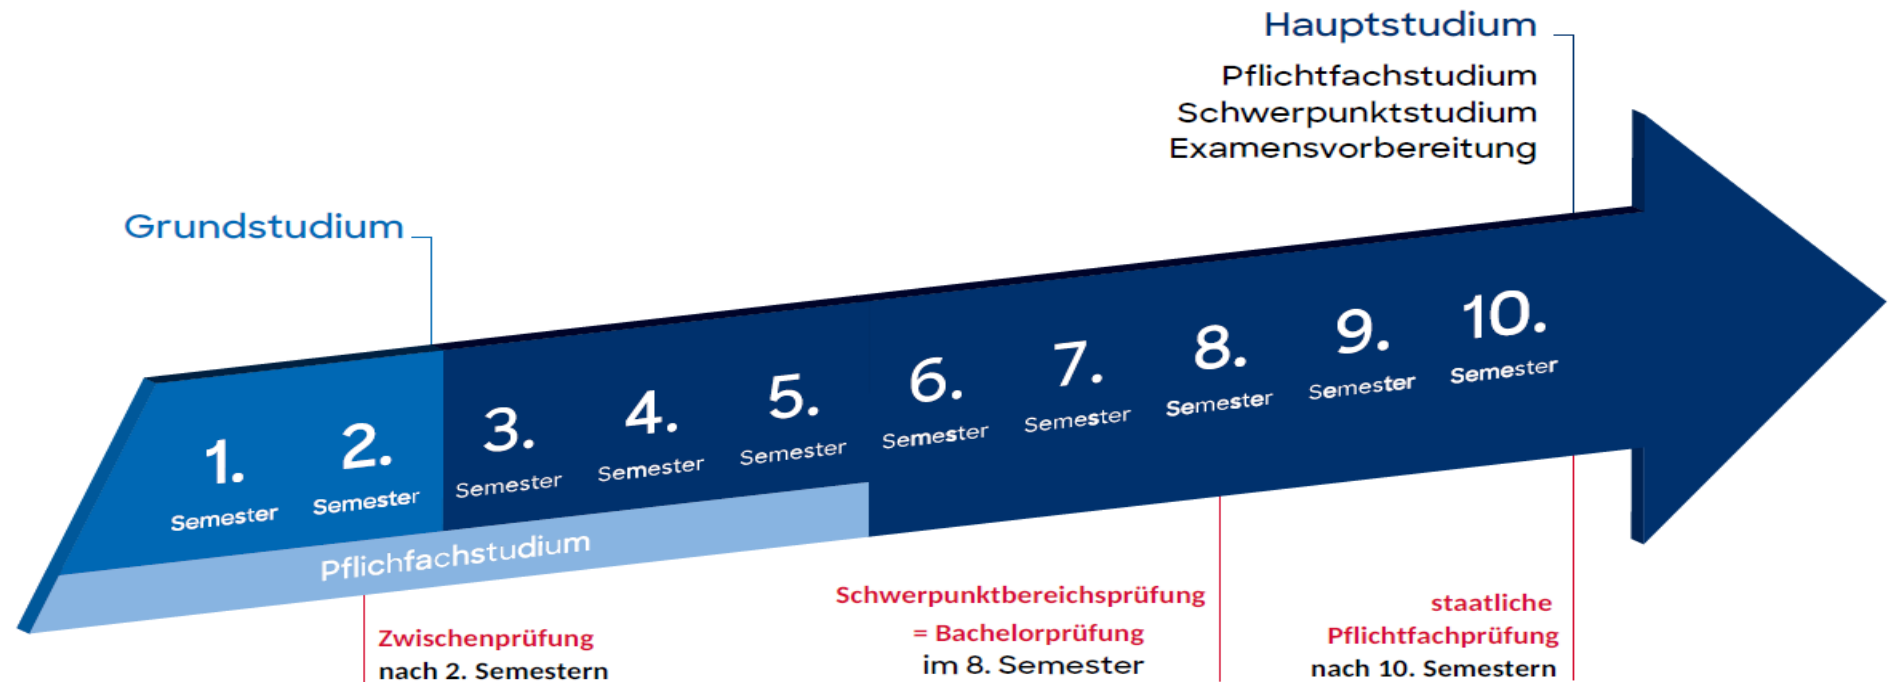 Hauptstudium
Pflichtfachstudium
Schwerpunktstudium
Examensvorbereitung
Grundstudium
1.
Semester
2.
Semester
3.
Semester
4.
Semester
5.
Semester
6.
Semester
7.
Semester
8.
Semester
9.
Semester
10.
Semester
Pflichfachstudium
Zwischenprüfung
nach 2. Semestern
Schwerpunktbereichsprüfung
= Bachelorprüfung
im 8. Semester
staatliche
Pflichtfachprüfung
nach 10. Semestern